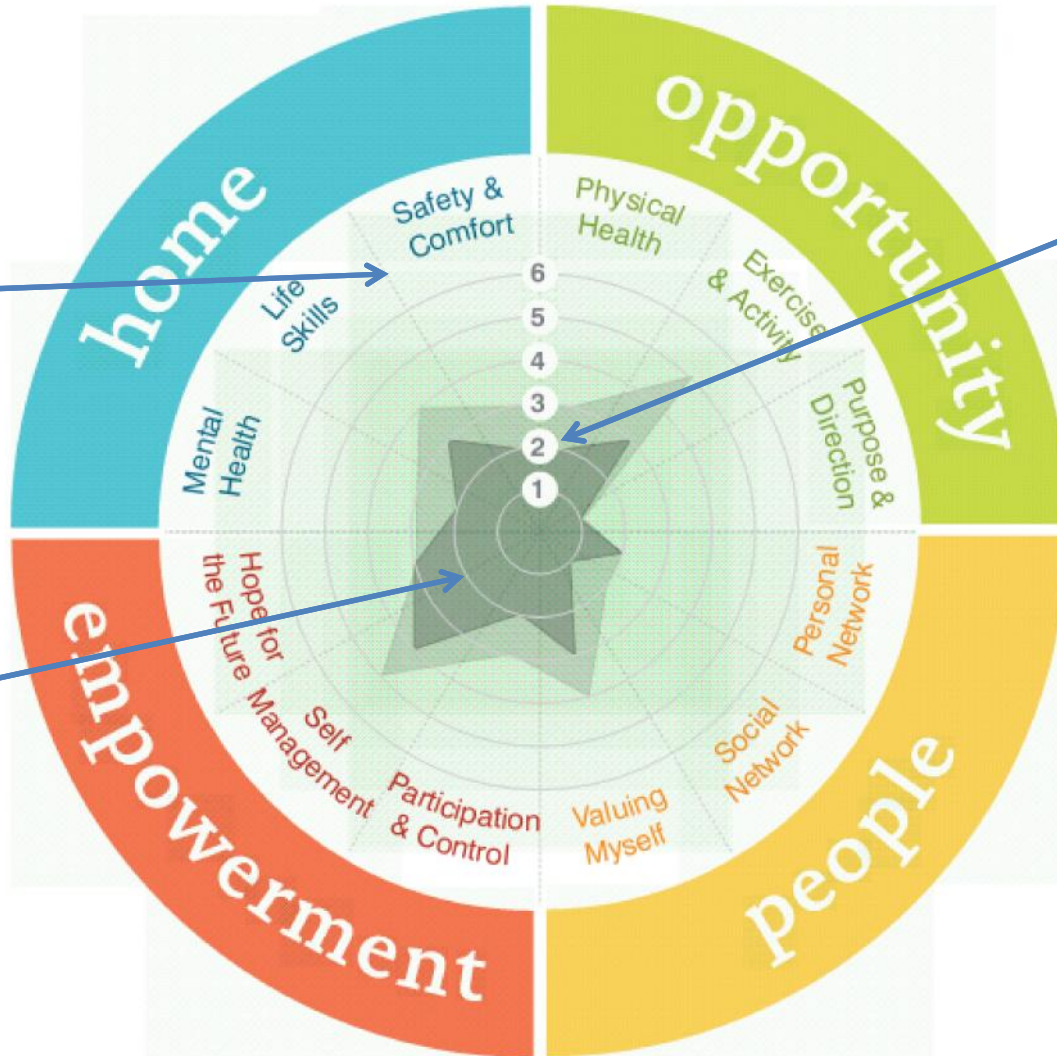 home
opportunity
people
empowerment
Safety &
Comfort
Life
Skills
Mental
Health
Physical
Health
Exercise
& Activity
Purpose &
Direction
Personal
Network
Social
Network
Valuing
Myself
Participation
& Control
Self
Management
Hope for
the Future
6
5
4
3
2
1